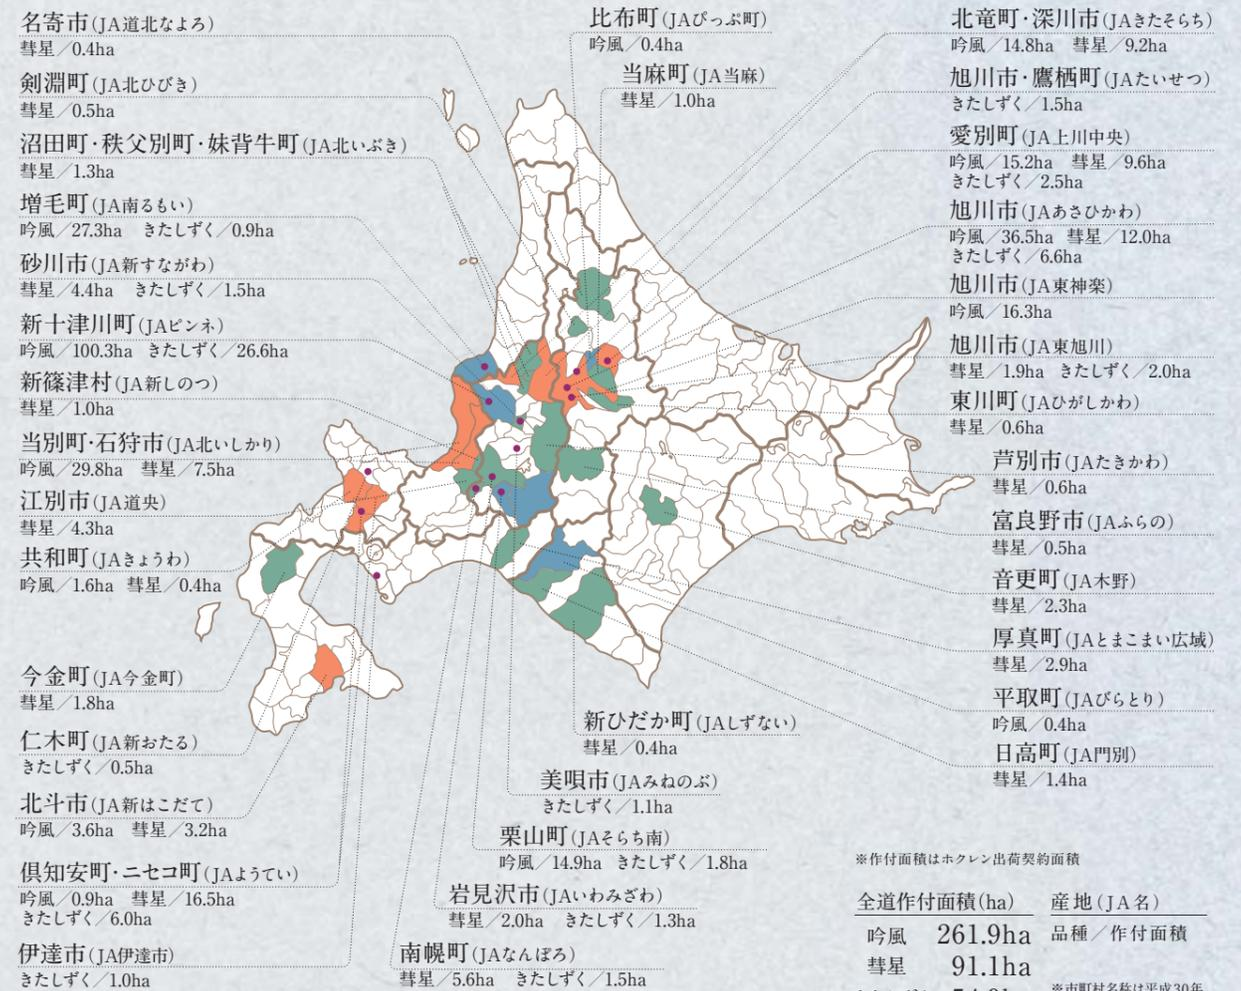 名寄市(JA道北なよろ)
彗星／0.4ha
剣淵町(JA北ひびき)
彗星／0.5ha
沼田町･秩父別町･妹背牛町(JA北いぶき)
彗星／1.3ha
増毛町(JA南るもい)
吟風／27.3ha　きたしずく／0.9ha
砂川市(JA新すながわ)
彗星／4.4ha　きたしずく／1.5ha
新十津川町(JAピンネ)
吟風／100.3ha　きたしずく／26.6ha
新篠津村(JA新しのつ)
彗星／1.0ha
当別町･石狩市(JA北いしかり)
吟風／29.8ha　彗星／7.5ha
江別市(JA道央)
彗星／4.3ha
共和町(JAきょうわ)
吟風／1.6ha　彗星／0.4ha
今金町(JA今金町)
彗星／1.8ha
仁木町(JA新おたる)
きたしずく／0.5ha
北斗市(JA新はこだて)
吟風／3.6ha　彗星／3.2ha
倶知安町･ニセコ町(JAようてい)
吟風／0.9ha　彗星／16.5ha
きたしずく／6.0ha
伊達市(JA伊達市)
きたしずく／1.0ha
比布町(JAぴっぷ町)
吟風／0.4ha
当麻町(JA当麻)
彗星／1.0ha
北竜町･深川市(JAきたそらち)
吟風／14.8ha　彗星／9.2ha
旭川市･鷹栖町(JAたいせつ)
きたしずく／1.5ha
愛別町(JA上川中央)
吟風／15.2ha　彗星／9.6ha
きたしずく／2.5ha
旭川市(JAあさひかわ)
吟風／36.5ha　彗星／12.0ha
きたしずく／6.6ha
旭川市(JA東神楽)
吟風／16.3ha
旭川市(JA東旭川)
彗星／1.9ha　きたしずく／2.0ha
東川町(JAひがしかわ)
彗星／0.6ha
芦別市(JAたきかわ)
彗星／0.6ha
富良野市(JAふらの)
彗星／0.5ha
音更町(JA木野)
彗星／2.3ha
厚真町(JAとまこまい広域)
彗星／2.9ha
平取町(JAびらとり)
吟風／0.4ha
日高町(JA門別)
彗星／1.4ha
新ひだか町(JAしずない)
彗星／0.4ha
美唄市(JAみねのぶ)
きたしずく／1.1ha
栗山町(JAそらち南)
吟風／14.9ha　きたしずく／1.8ha
岩見沢市(JAいわみざわ)
彗星／2.0ha　きたしずく／1.3ha
南幌町(JAなんぽろ)
彗星／5.6ha　きたしずく／1.5ha
※作付面積はホクレン出荷契約面積
全道作付面積(ha)
吟風　261.9ha
彗星　91.1ha
産地(JA名)
品種／作付面積
※市町村名称は平成30年